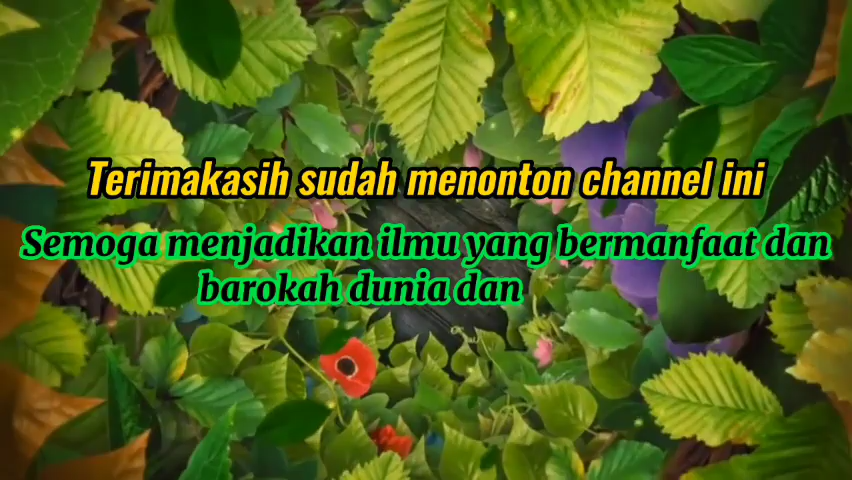 Terimakasih sudah menonton channel ini
Semoga menjadikan ilmu yang bermanfaat dan
barokah dunia dan